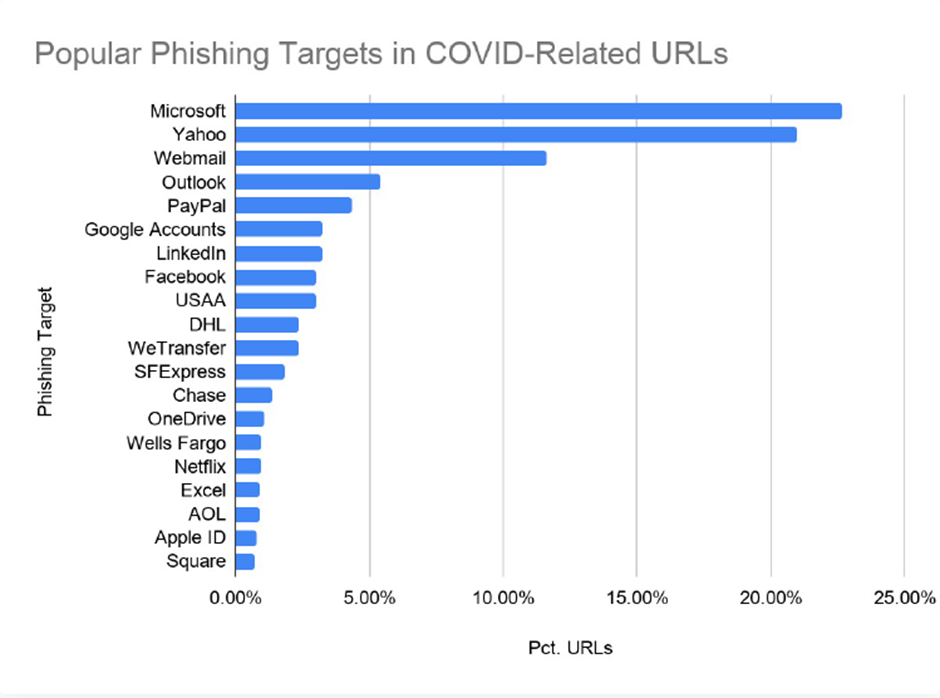 Popular Phishing Targets in COVID-Related URLs
Phishing Target
Microsoft
Yahoo
Webmail
Outlook
PayPal
Google Accounts
LinkedIn
Facebook
USAA
DHL
WeTransfer
SFExpress
Chase
OneDrive
Wells Fargo
Netflix
Excel
AOL
Apple ID
Square
0.00% 5.00% 10.00% 15.00% 20.00% 25.00%
Pct. URLs